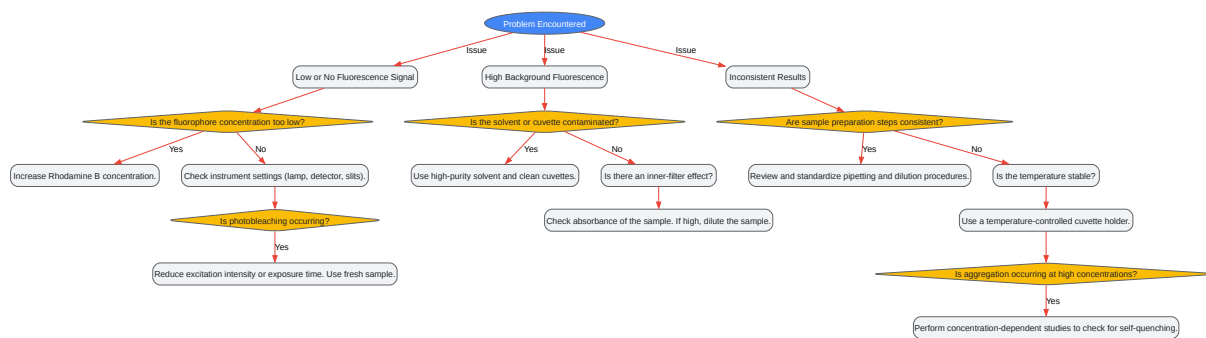 Problem Encountered
Issue
Issue
Issue
Low or No Fluorescence Signal
High Background Fluorescence
Inconsistent Results
Is the fluorophore concentration too low?
Is the solvent or cuvette contaminated?
Are sample preparation steps consistent?
Yes
No
Yes
No
Yes
No
Increase Rhodamine B concentration.
Check instrument settings (lamp, detector, slits).
Use high-purity solvent and clean cuvettes.
Is there an inner-filter effect?
Review and standardize pipetting and dilution procedures.
Is the temperature stable?
Is photobleaching occurring?
Check absorbance of the sample. If high, dilute the sample.
Use a temperature-controlled cuvette holder.
Yes
Reduce excitation intensity or exposure time. Use fresh sample.
Is aggregation occurring at high concentrations?
Yes
Perform concentration-dependent studies to check for self-quenching.